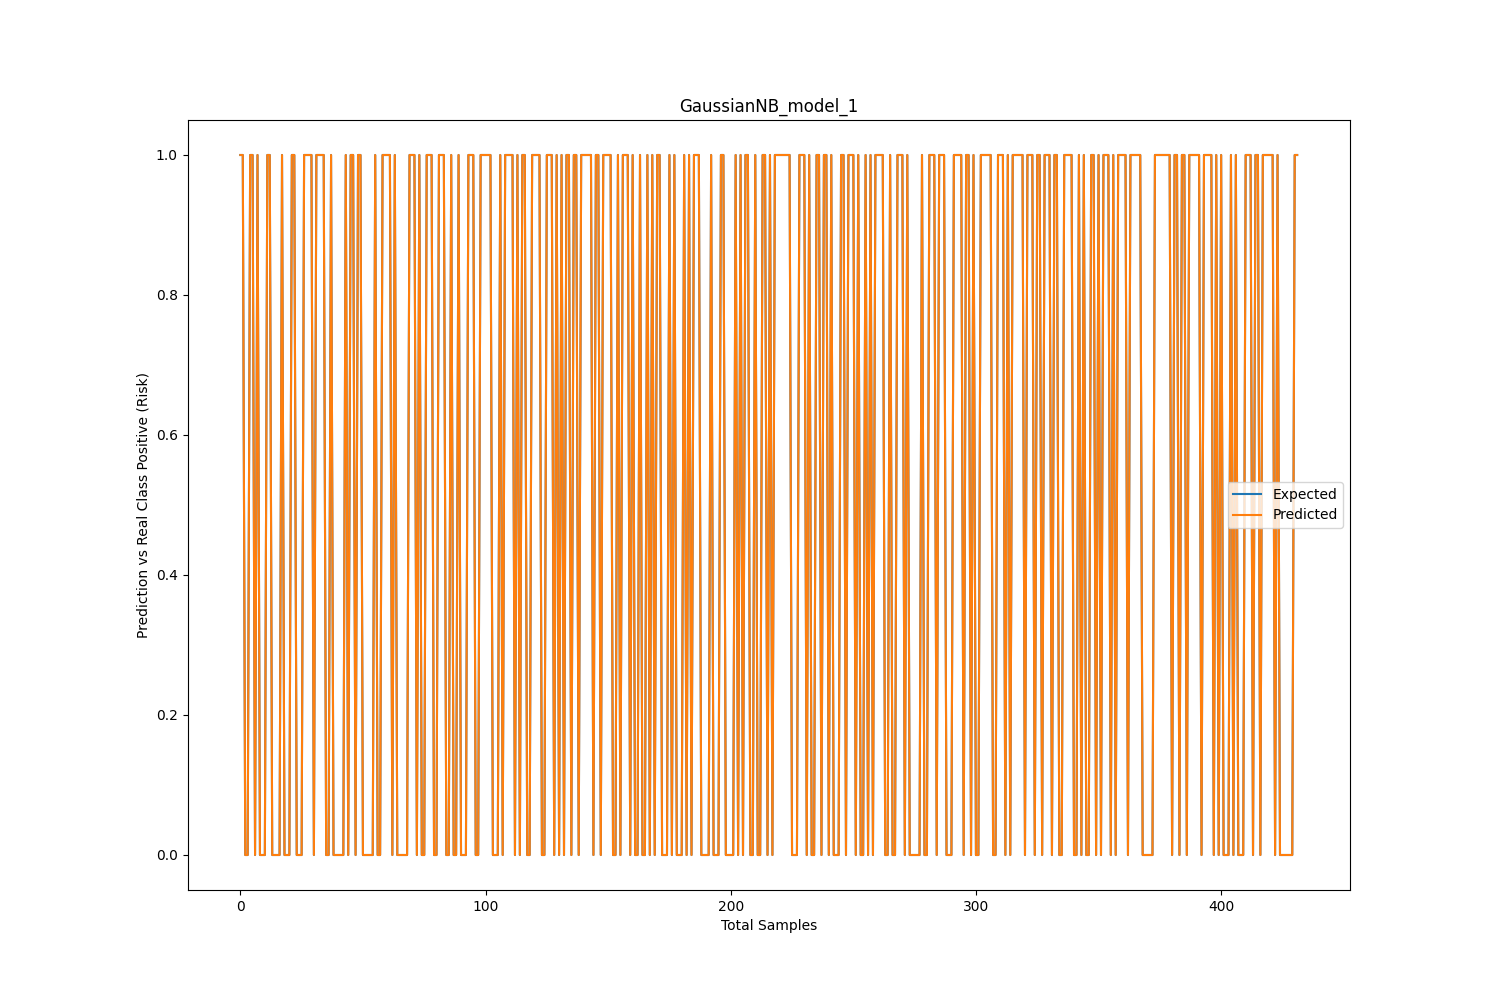 GaussianNB_model_1
1.0
0.8
0.6
0.4
0.2
0.0
Prediction vs Real Class Positive (Risk)
Expected
Predicted
0 100 200 300 400
Total Samples